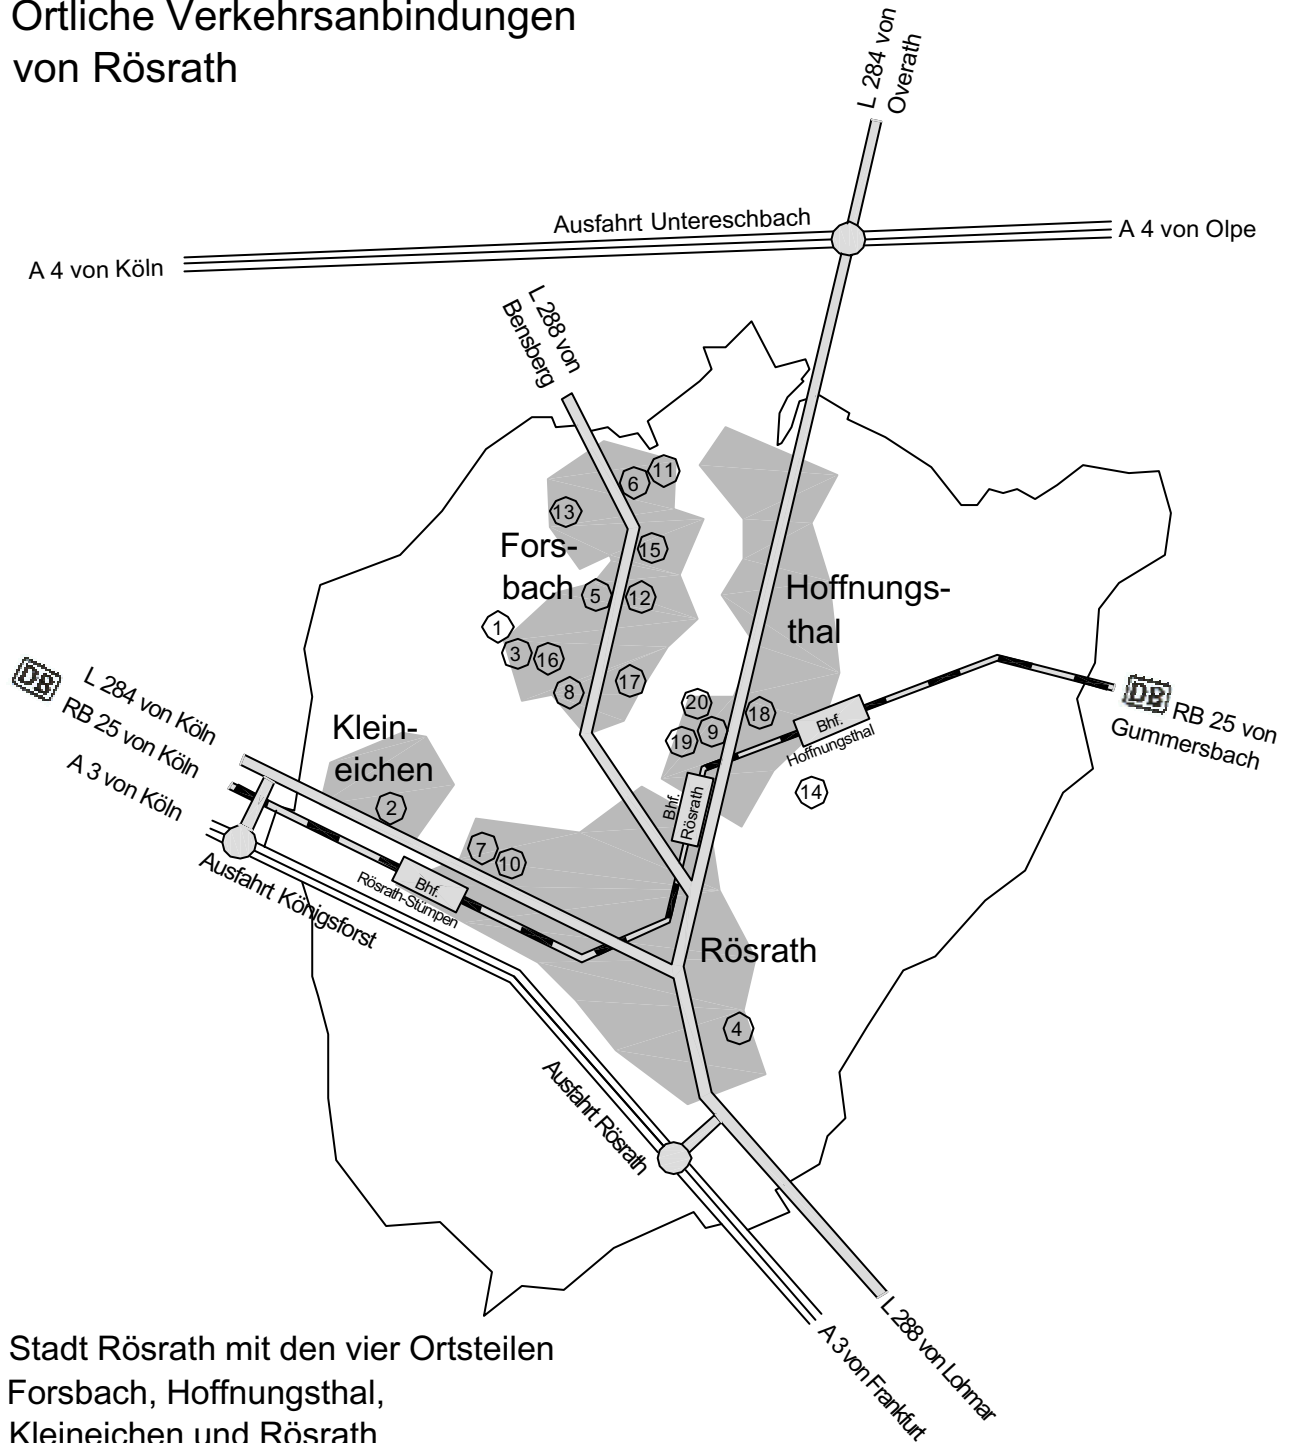 Örtliche Verkehrsanbindungen
von Rösrath
L 284 von
Overath
Ausfahrt Untereschbach
A 4 von Olpe
A 4 von Köln
L 288 von
Bensberg
11
6
13
Fors-
bach
15
5
12
Hoffnungs-
thal
1
3
16
17
8
DB
L 284 von Köln
RB 25 von Köln
A 3 von Köln
Klein-
eichen
2
20
9
18
19
Bhf.
Hoffnungsthal
DB
RB 25 von
Gummersbach
14
Bhf.
Rösrath
7
10
Bhf.
Rösrath-Stümpen
Ausfahrt Königsforst
Rösrath
4
Ausfahrt Rösrath
L 288 von Lohmar
A 3 von Frankfurt
Stadt Rösrath mit den vier Ortsteilen
Forsbach, Hoffnungsthal,
Kleineichen und Rösrath